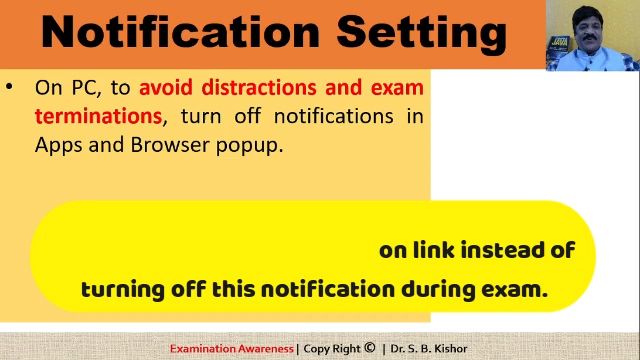 Notification Setting
• On PC, to avoid distractions and exam
terminations, turn off notifications in
Apps and Browser popup.
on link instead of
turning off this notification during exam.
Examination Awareness | Copy Right © | Dr. S. B. Kishor